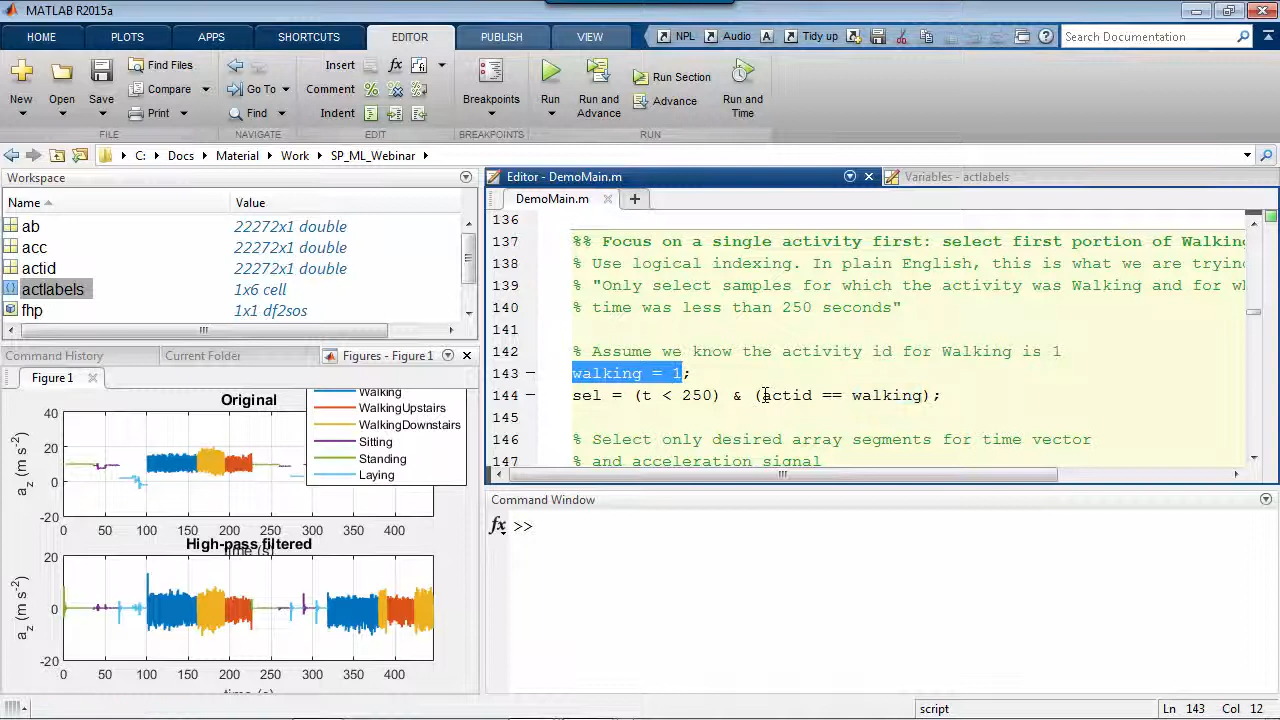 MATLAB R2015a
HOME PLOTS APPS SHORTCUTS EDITOR PUBLISH VIEW NPL Audio A Tidy up Search Documentation
New Open Save Find Files Compare Print
Go To Find
Insert fx Comment Indent
Breakpoints
Run Run and Advance Run Section Advance Run and Time
FILE NAVIGATE EDIT BREAKPOINTS RUN
C: Docs Material Work SP_ML_Webinar
Workspace
Name Value
ab 22272x1 double
acc 22272x1 double
actid 22272x1 double
actlabels 1x6 cell
fhp 1x1 df2sos
Command History Current Folder Figures - Figure 1
Figure 1
Original
Walking
WalkingUpstairs
WalkingDownstairs
Sitting
Standing
Laying
a_z (m s^-2)
40
20
0
-20
0 50 100 150 200 250 300 350 400
time (s)
High-pass filtered
a_z (m s^-2)
20
0
-20
0 50 100 150 200 250 300 350 400
time (s)
Editor - DemoMain.m Variables - actlabels
DemoMain.m
136
137 %% Focus on a single activity first: select first portion of Walkin
138 % Use logical indexing. In plain English, this is what we are tryin
139 % "Only select samples for which the activity was Walking and for w
140 % time was less than 250 seconds"
141
142 % Assume we know the activity id for Walking is 1
143 walking = 1;
144 sel = (t < 250) & (actid == walking);
145
146 % Select only desired array segments for time vector
147 % and acceleration signal
Command Window
fx >>
script Ln 143 Col 12